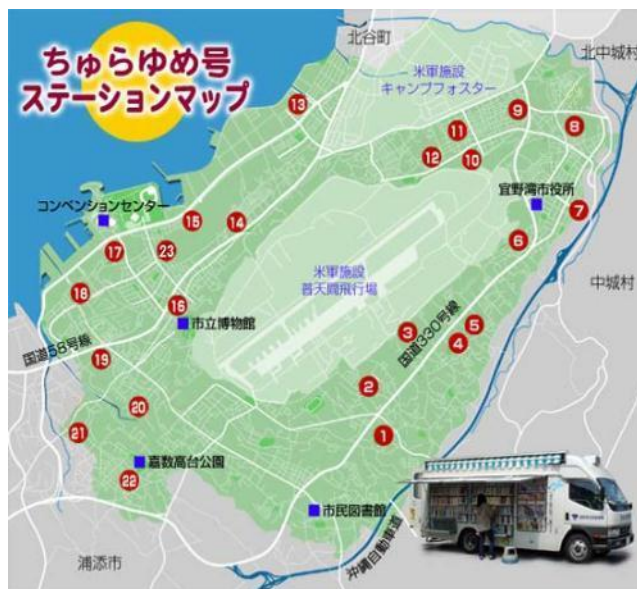 ちゅらゆめ号
ステーションマップ
北谷町
北中城村
米軍施設
キャンプフォスター
13
9
8
11
12
10
宜野湾市役所
7
コンベンションセンター
15
14
6
17
23
米軍施設
普天間飛行場
中城村
18
16
市立博物館
国道58号線
3
国道330号線
5
4
19
2
20
21
1
嘉数高台公園
22
市民図書館
沖縄自動車道
浦添市